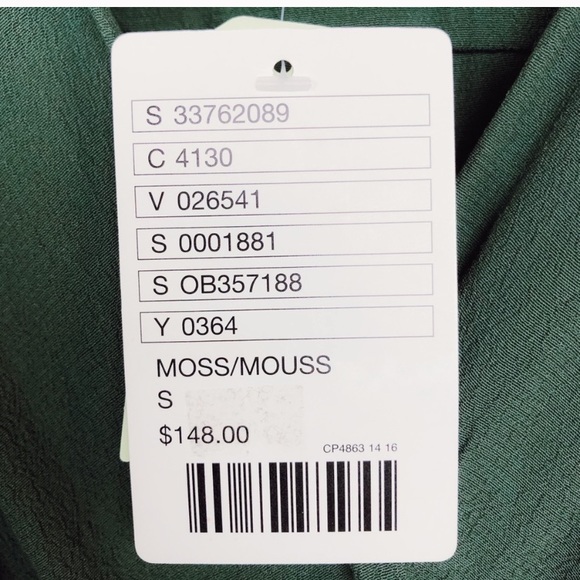 S 33762089
C 4130
V 026541
S 0001881
S OB357188
Y 0364
MOSS/MOUSS
S
$148.00
CP4863 14 16